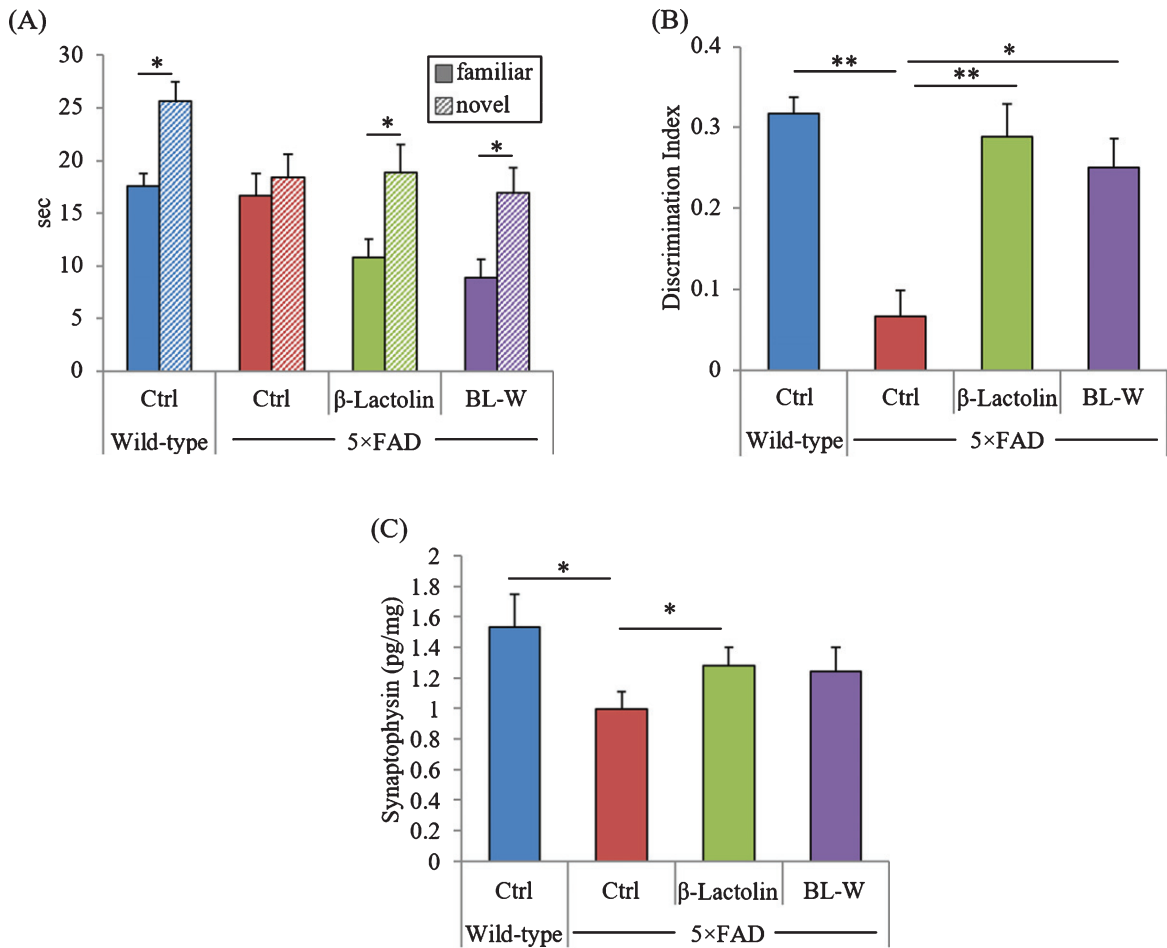 (A)
30
25
20
15
10
5
0
sec
familiar
novel
*
*
*
Ctrl
Ctrl
β-Lactolin
BL-W
Wild-type
5×FAD
(B)
0.4
0.3
0.2
0.1
0
Discrimination Index
**
*
**
Ctrl
Ctrl
β-Lactolin
BL-W
Wild-type
5×FAD
(C)
2
1.8
1.6
1.4
1.2
1
0.8
0.6
0.4
0.2
0
Synaptophysin (pg/mg)
*
*
Ctrl
Ctrl
β-Lactolin
BL-W
Wild-type
5×FAD